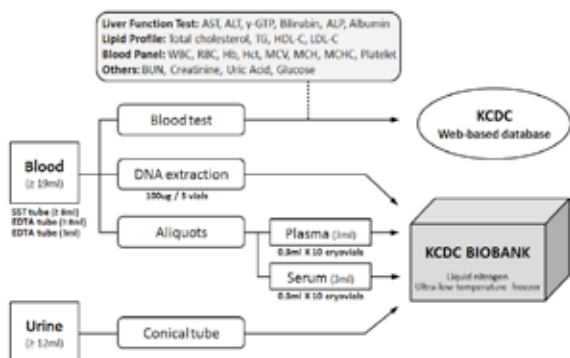 Liver Function Test: AST, ALT, γ-GTP, Bilirubin, ALP, Albumin
Lipid Profile: Total cholesterol, TG, HDL-C, LDL-C
Blood Panel: WBC, RBC, Hb, Hct, MCV, MCH, MCHC, Platelet
Others: BUN, Creatinine, Uric Acid, Glucose
Blood test
KCDC
Web-based database
Blood
(≥ 19ml)
SST tube (≥ 8ml)
EDTA tube (≥ 8ml)
EDTA tube (3ml)
DNA extraction
100ug / 3 vials
Aliquots
Plasma (3ml)
0.3ml X 10 cryovials
Serum (3ml)
0.3ml X 10 cryovials
KCDC BIOBANK
Liquid nitrogen
Ultra-low temperature freezer
Urine
(≥ 12ml)
Conical tube